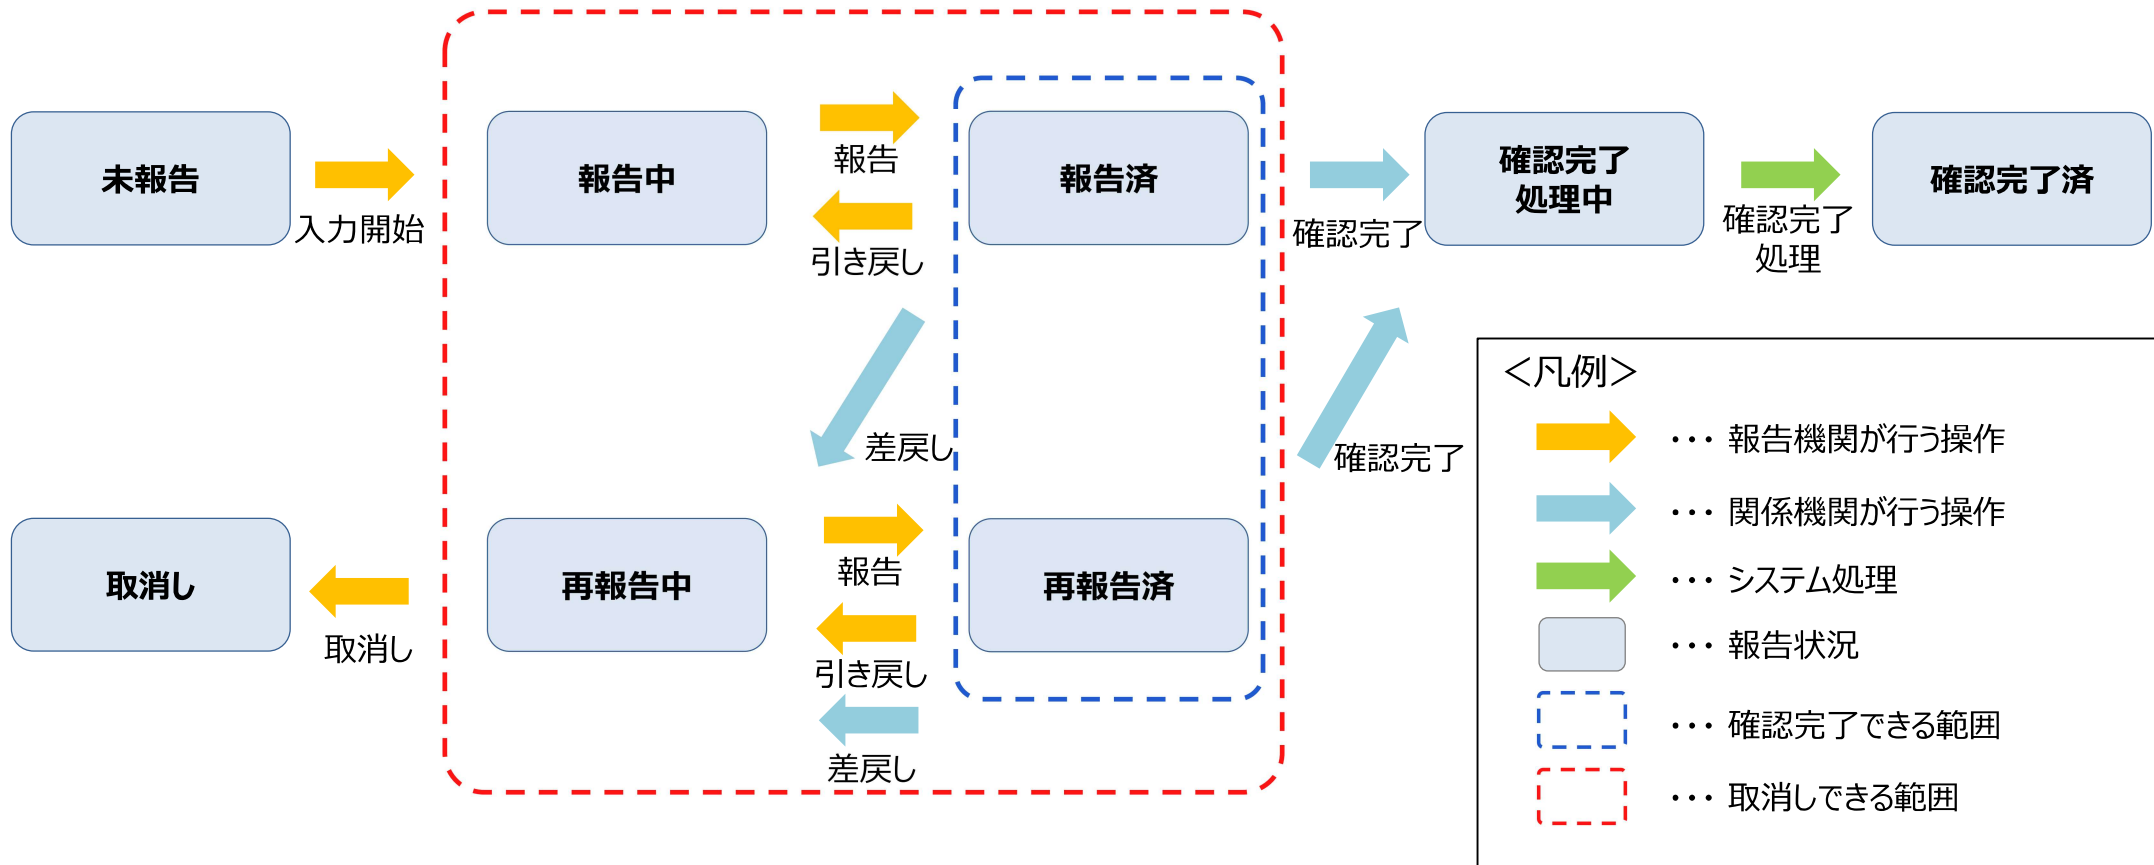 未報告
入力開始
報告中
報告
引き戻し
報告済
確認完了
確認完了
処理中
確認完了
処理
確認完了済
差戻し
確認完了
取消し
取消し
再報告中
報告
引き戻し
差戻し
再報告済
＜凡例＞
・・・ 報告機関が行う操作
・・・ 関係機関が行う操作
・・・ システム処理
・・・ 報告状況
・・・ 確認完了できる範囲
・・・ 取消しできる範囲